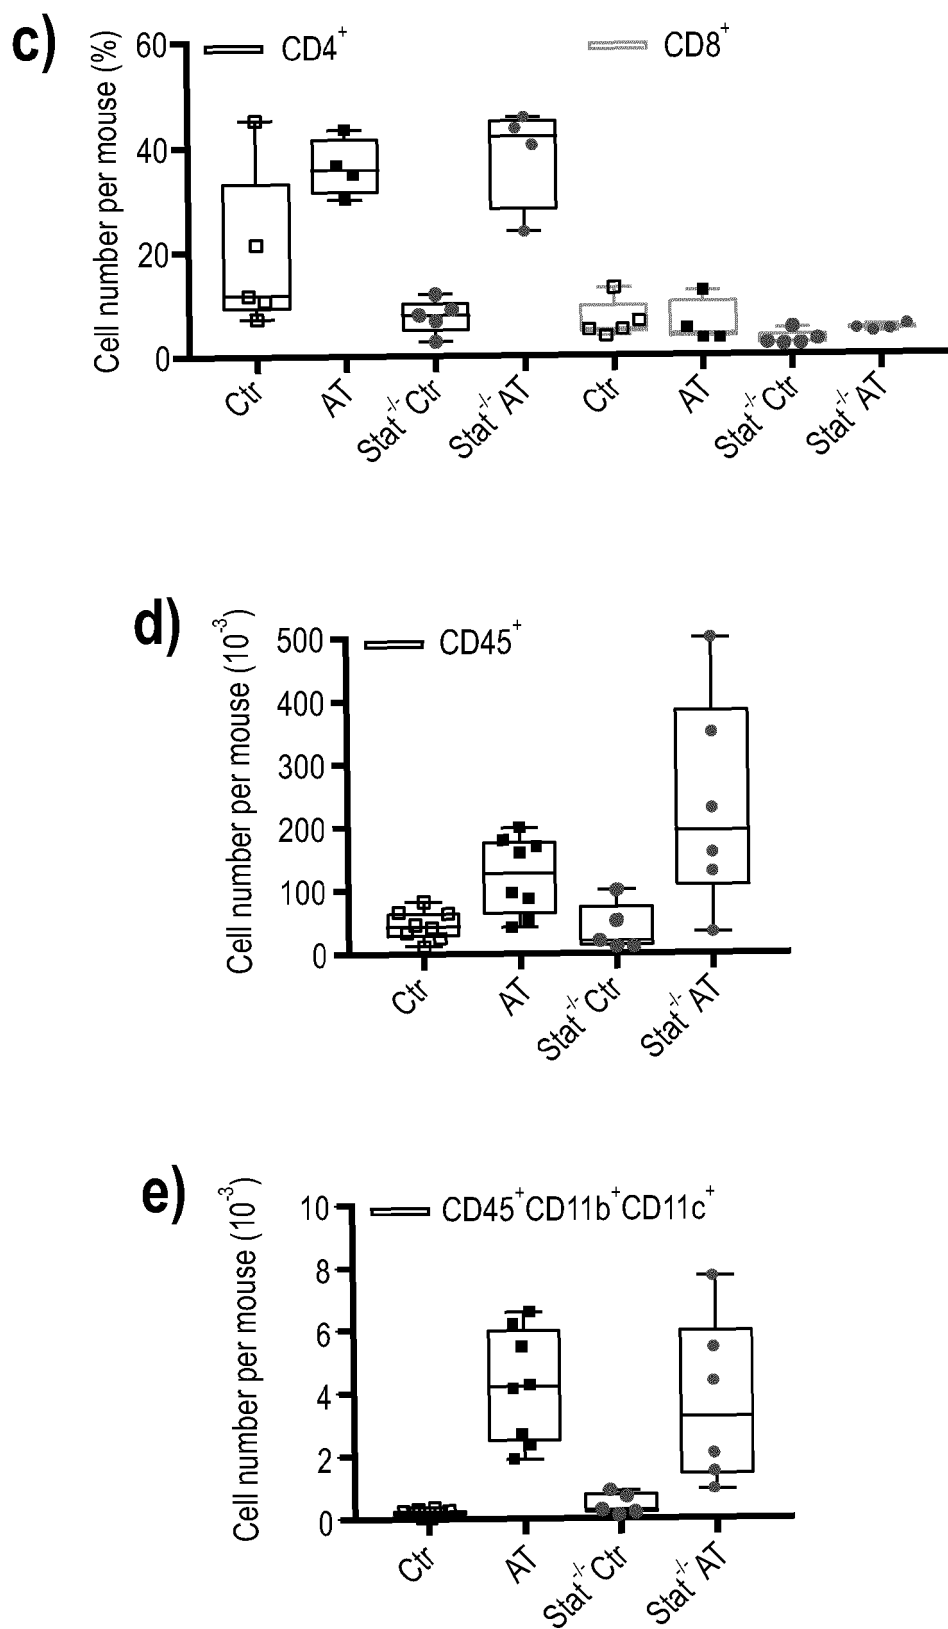 c)
Cell number per mouse (%)
CD4+ CD8+
60
40
20
0
Ctr AT Stat-/- Ctr Stat-/- AT Ctr AT Stat-/- Ctr Stat-/- AT
d)
Cell number per mouse (10-3)
CD45+
500
400
300
200
100
0
Ctr AT Stat-/- Ctr Stat-/- AT
e)
Cell number per mouse (10-3)
CD45+CD11b+CD11c+
10
8
6
4
2
0
Ctr AT Stat-/- Ctr Stat-/- AT